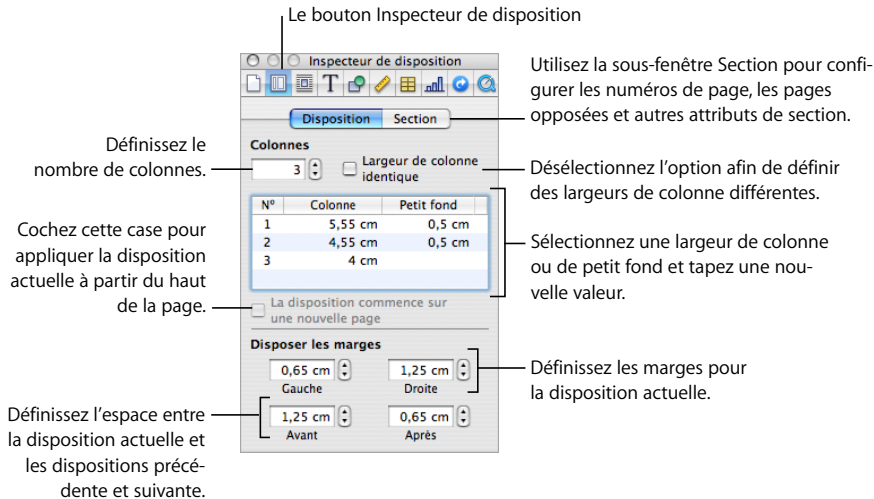 Le bouton Inspecteur de disposition
Inspecteur de disposition
T
Disposition
Section
Utilisez la sous-fenêtre Section pour confi-
gurer les numéros de page, les pages
opposées et autres attributs de section.
Définissez le
nombre de colonnes.
Colonnes
3
Largeur de colonne
identique
Désélectionnez l’option afin de définir
des largeurs de colonne différentes.
Nº Colonne Petit fond
1 5,55 cm 0,5 cm
2 4,55 cm 0,5 cm
3 4 cm
Sélectionnez une largeur de colonne
ou de petit fond et tapez une nou-
velle valeur.
Cochez cette case pour
appliquer la disposition
actuelle à partir du haut
de la page.
La disposition commence sur
une nouvelle page
Disposer les marges
0,65 cm 1,25 cm
Gauche Droite
Définissez les marges pour
la disposition actuelle.
1,25 cm 0,65 cm
Avant Après
Définissez l’espace entre
la disposition actuelle et
les dispositions précé-
dente et suivante.